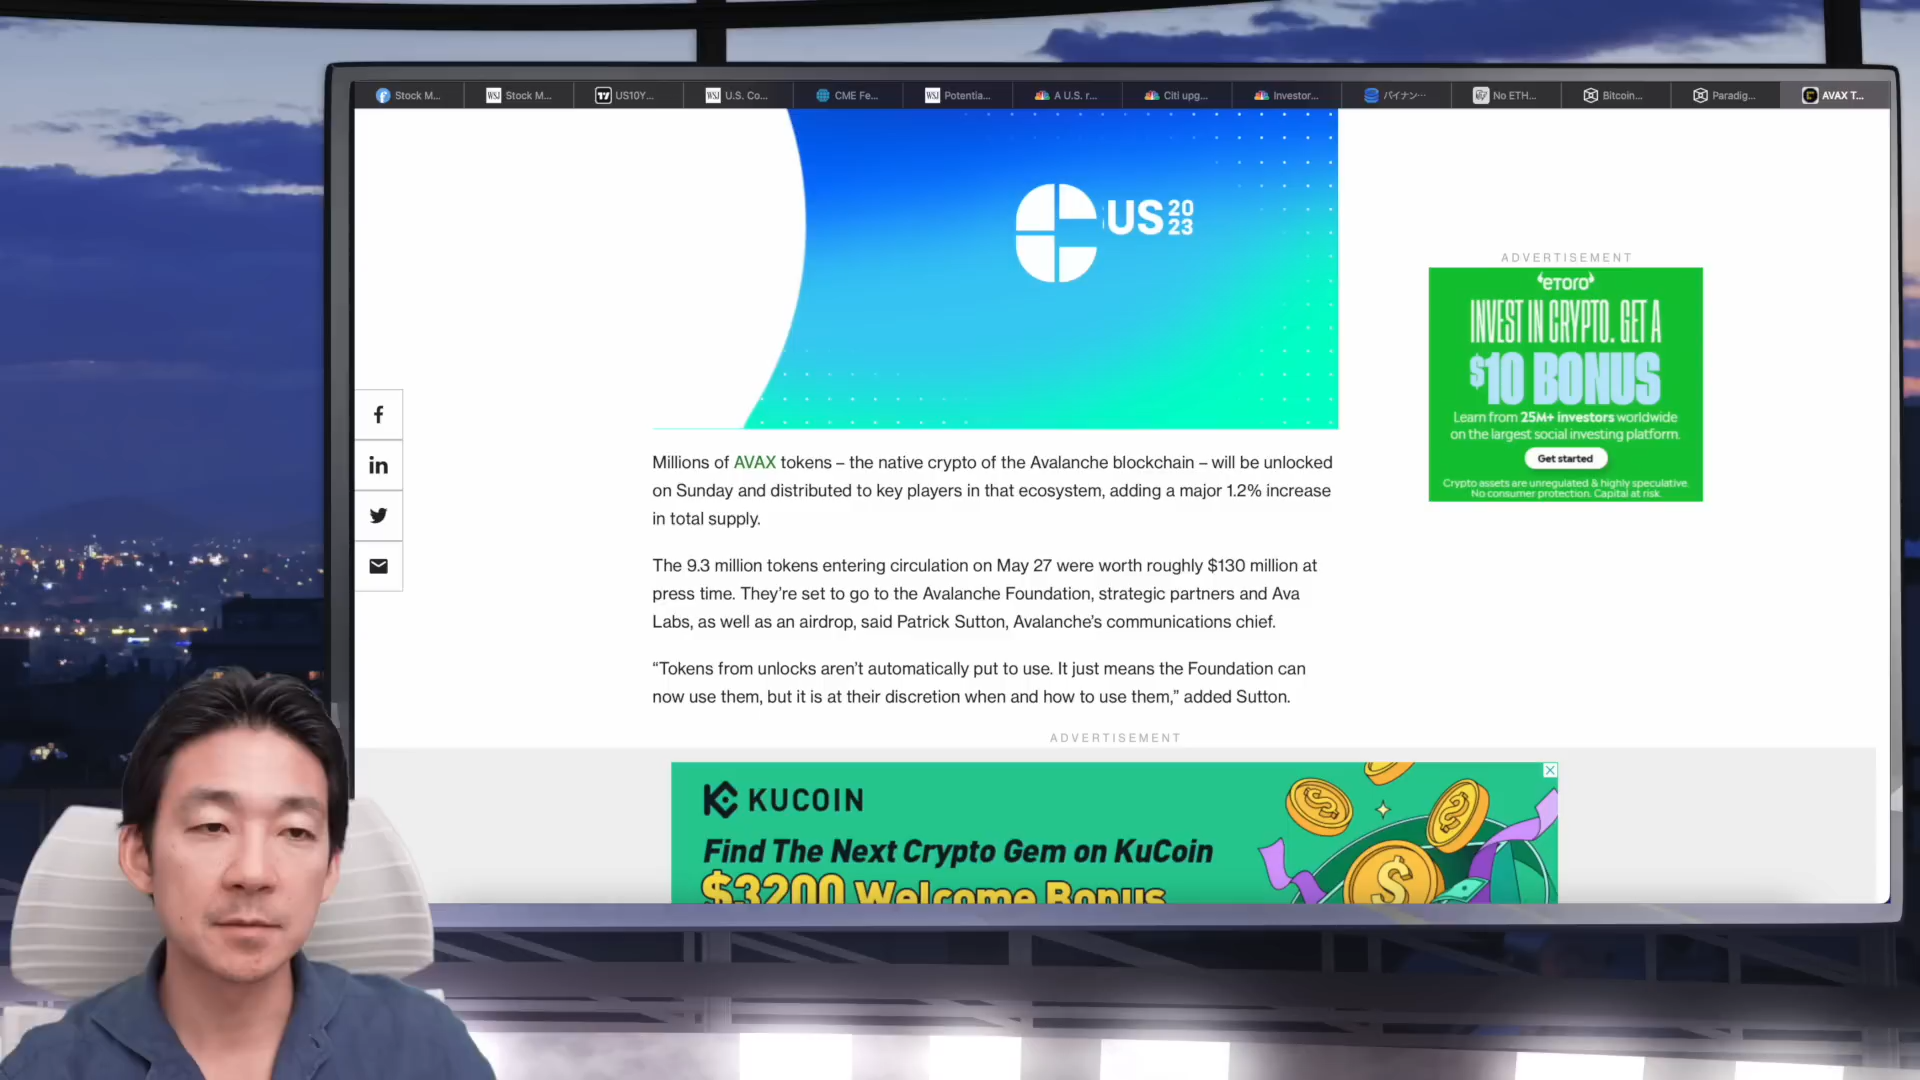 Stock M...
Stock M...
US10Y...
U.S. Co...
CME Fe...
Potentia...
A U.S. r...
Citi upg...
Investor...
バイナン…
No ETH...
Bitcoin...
Paradig...
AVAX T...
US 20 23
ADVERTISEMENT
eTORO
INVEST IN CRYPTO. GET A
$10 BONUS
Learn from 25M+ investors worldwide
on the largest social investing platform.
Get started
Crypto assets are unregulated & highly speculative.
No consumer protection. Capital at risk.
Millions of AVAX tokens – the native crypto of the Avalanche blockchain – will be unlocked
on Sunday and distributed to key players in that ecosystem, adding a major 1.2% increase
in total supply.
The 9.3 million tokens entering circulation on May 27 were worth roughly $130 million at
press time. They’re set to go to the Avalanche Foundation, strategic partners and Ava
Labs, as well as an airdrop, said Patrick Sutton, Avalanche’s communications chief.
“Tokens from unlocks aren’t automatically put to use. It just means the Foundation can
now use them, but it is at their discretion when and how to use them,” added Sutton.
ADVERTISEMENT
KUCOIN
Find The Next Crypto Gem on KuCoin
$3200 Welcome Bonus